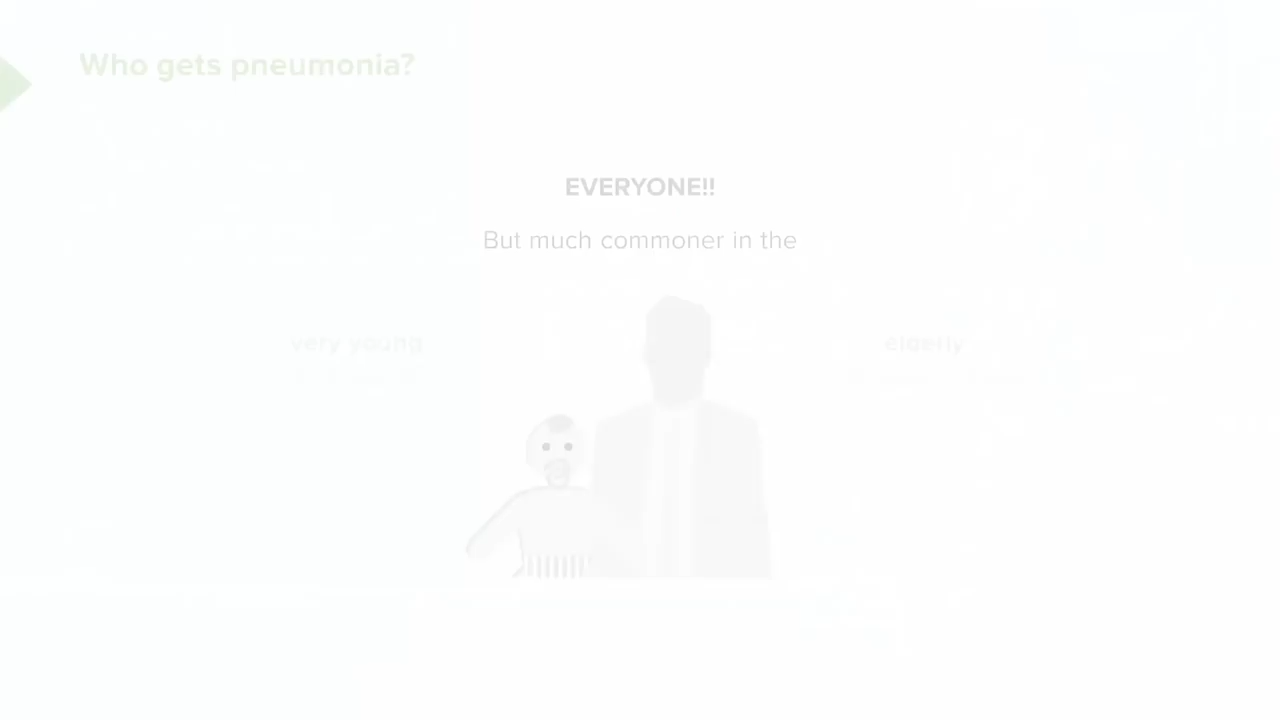 Who gets pneumonia?
EVERYONE!!
But much commoner in the
very young
elderly